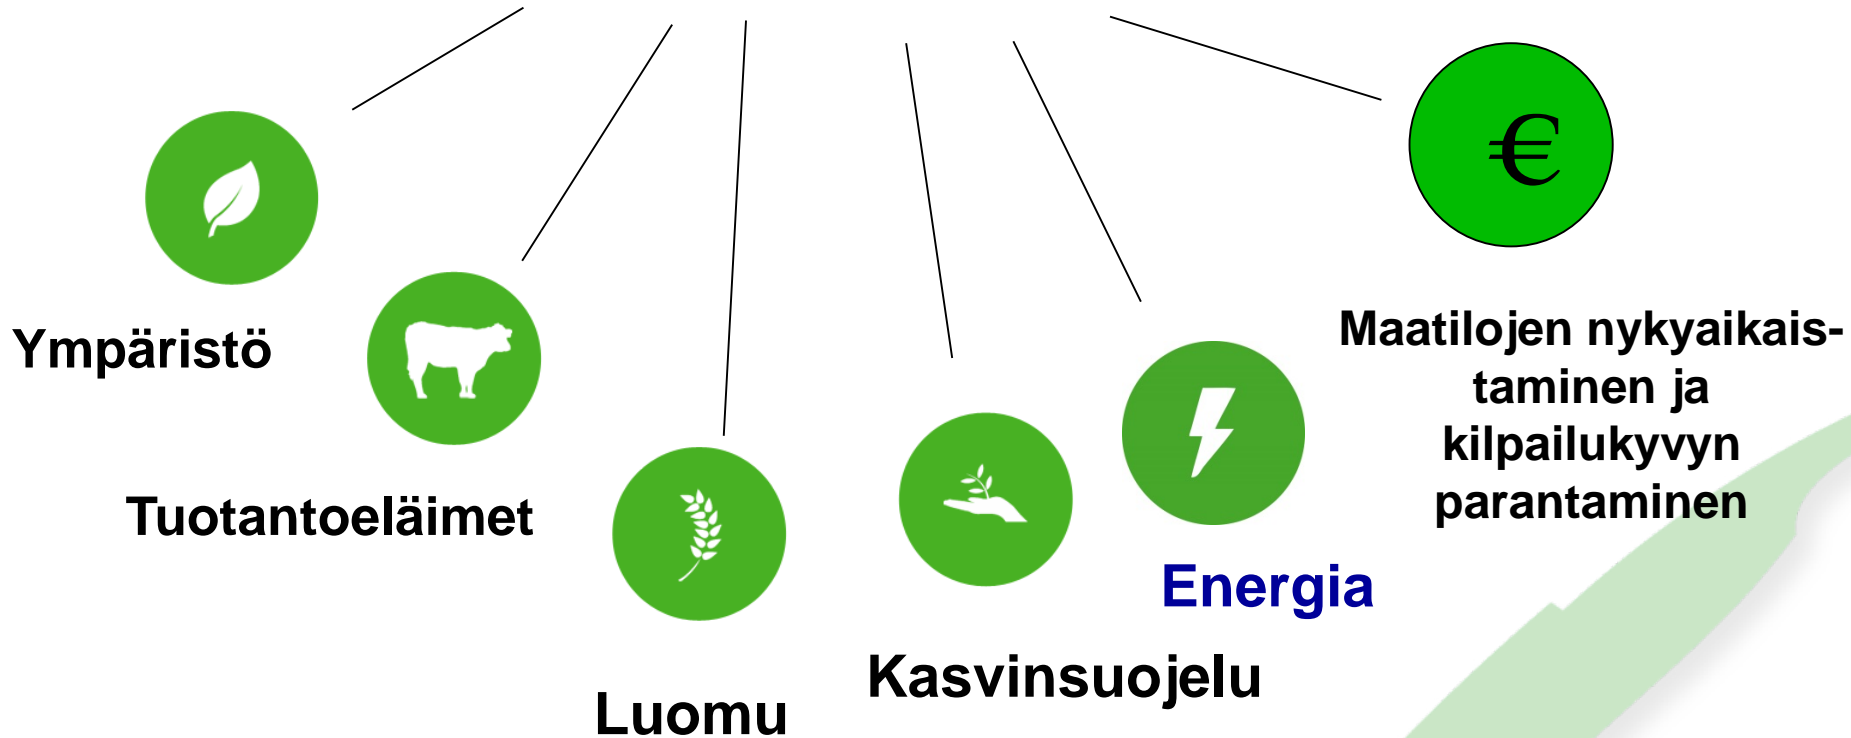 €
Ympäristö
Maatilojen nykyaikais-
taminen ja
kilpailukyvyn
parantaminen
Tuotantoeläimet
Energia
Kasvinsuojelu
Luomu